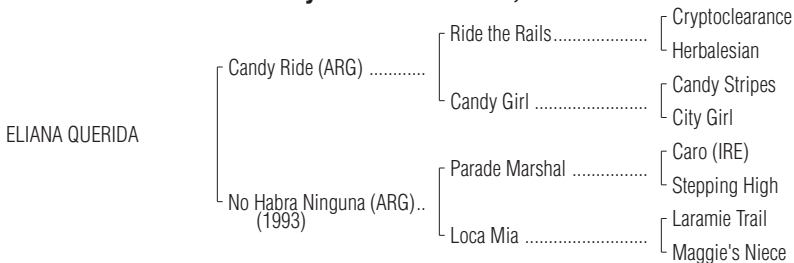 Cryptoclearance
Ride the Rails....................
Herbalesian
Candy Ride (ARG) ............
Candy Stripes
Candy Girl ........................
City Girl
ELIANA QUERIDA
Caro (IRE)
Parade Marshal ................
Stepping High
No Habra Ninguna (ARG)..
(1993)
Laramie Trail
Loca Mia ..........................
Maggie's Niece